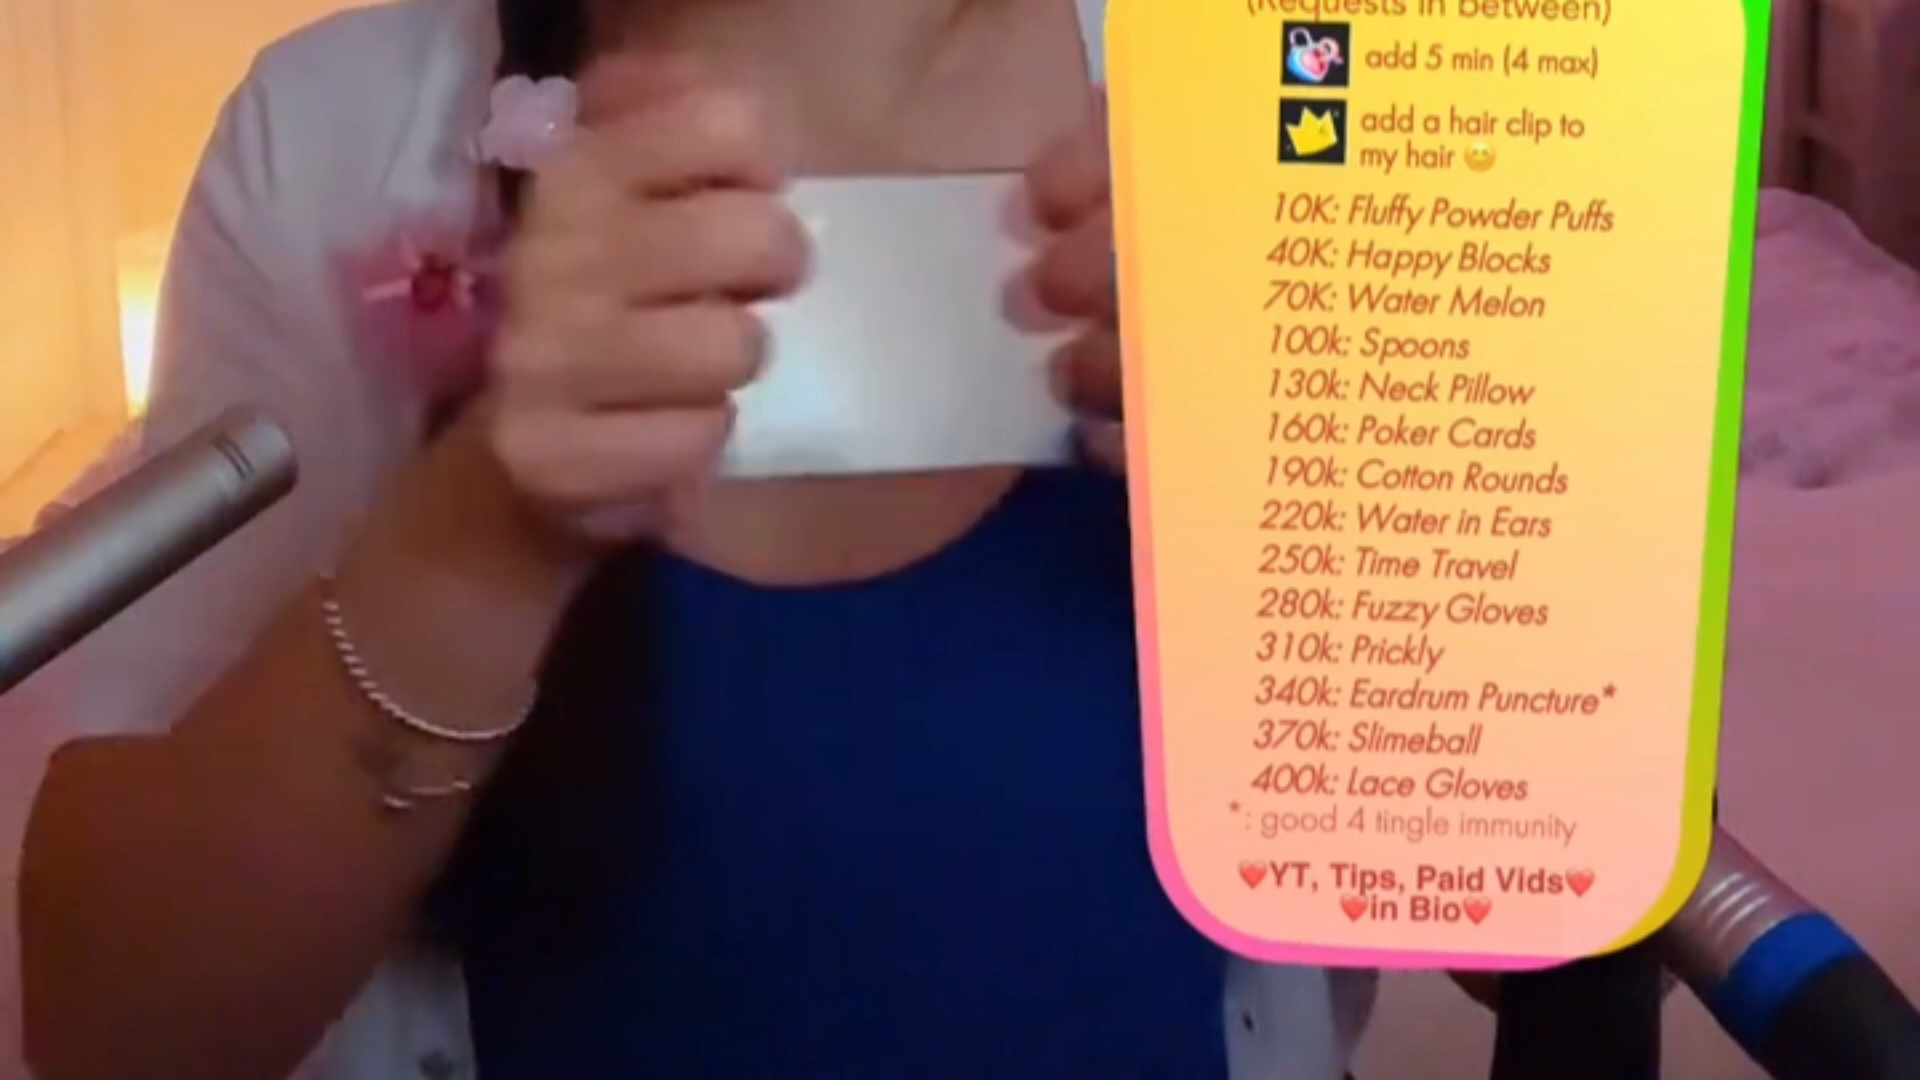 (Requests in between)
add 5 min (4 max)
add a hair clip to
my hair 😊
10K: Fluffy Powder Puffs
40K: Happy Blocks
70K: Water Melon
100k: Spoons
130k: Neck Pillow
160k: Poker Cards
190k: Cotton Rounds
220k: Water in Ears
250k: Time Travel
280k: Fuzzy Gloves
310k: Prickly
340k: Eardrum Puncture*
370k: Slimeball
400k: Lace Gloves
*: good 4 tingle immunity
❤️YT, Tips, Paid Vids❤️
❤️in Bio❤️